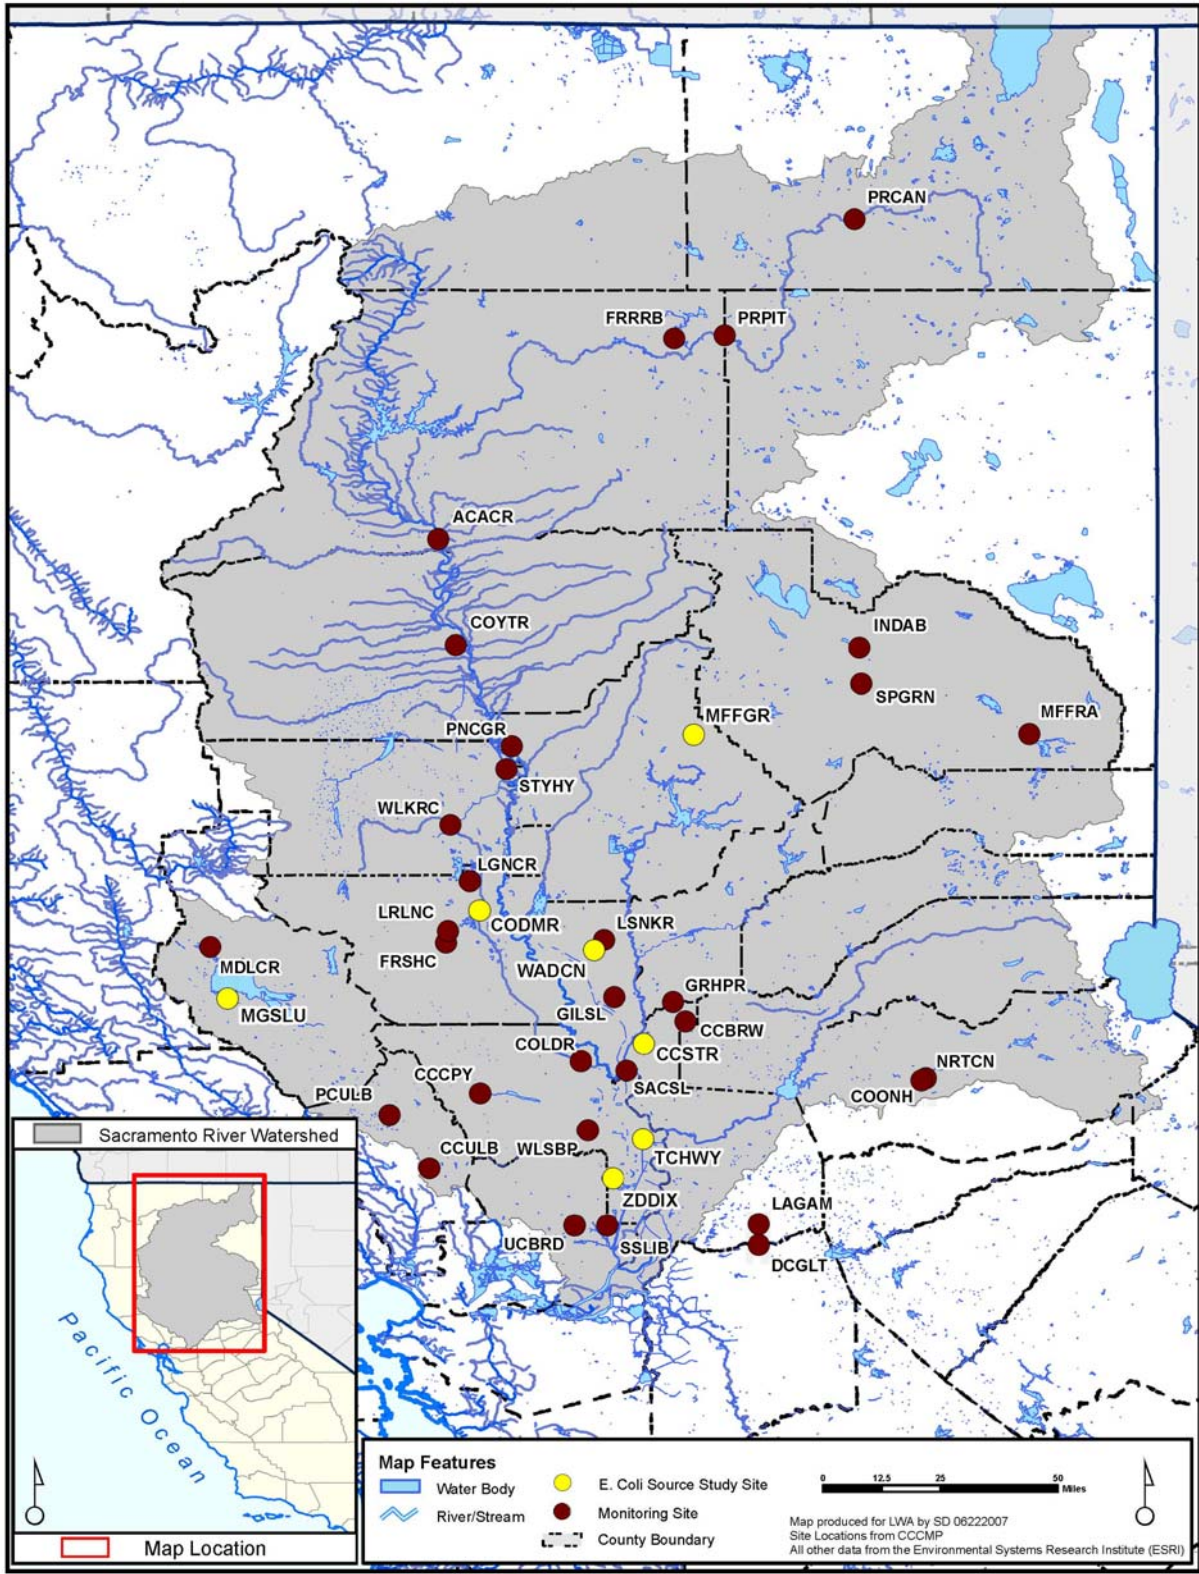 PRCAN
FRRRB
PRPIT
ACACR
COYTR
INDAB
SPGRN
MFFGR
MFFRA
PNCGR
STYHY
WLKRC
LGNCR
LRLNC
CODMR
LSNKR
FRSHC
WADCN
MDLCR
GRHPR
MGSLU
GILSL
CCBRW
COLDR
CCSTR
CCCPY
SACSL
NRTCN
PCULB
COONH
CCULB
WLSBP
TCHWY
ZDDIX
LAGAM
UCBRD
SSLIB
DCGLT
Sacramento River Watershed
Pacific Ocean
Map Location
Map Features
Water Body
River/Stream
E. Coli Source Study Site
Monitoring Site
County Boundary
0 12.5 25 50
Miles
Map produced for LWA by SD 06222007
Site Locations from CCCMP
All other data from the Environmental Systems Research Institute (ESRI)